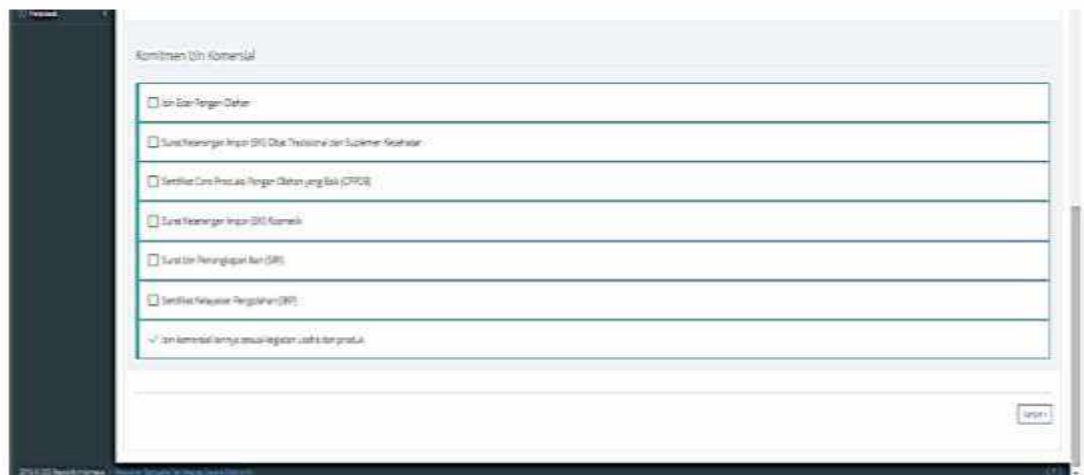 Komitmen Izin Komersial
Izin Edar Pangan Olahan
Surat Keterangan Impor (SKI) Obat Tradisional dan Suplemen Kesehatan
Sertifikat Cara Produksi Pangan Olahan yang Baik (CPPOB)
Surat Keterangan Impor (SKI) Kosmetik
Surat Izin Penangkapan Ikan (SIPI)
Sertifikat Kelayakan Pengolahan (SKP)
Izin komersial lainnya sesuai kegiatan usaha dan produk